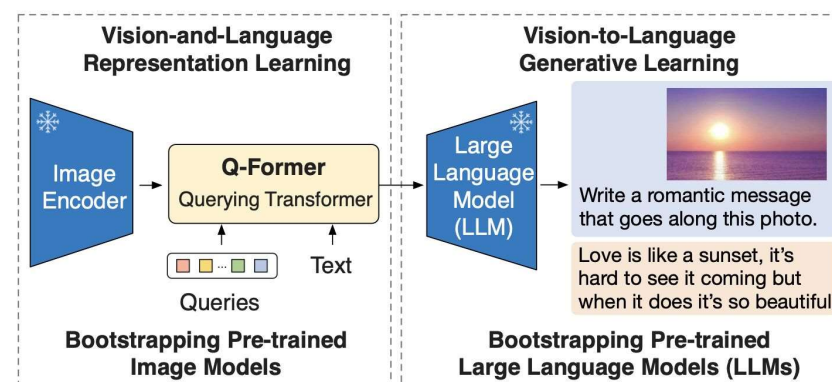 Vision-and-Language
Representation Learning
Image
Encoder
Q-Former
Querying Transformer
...
Queries
Text
Bootstrapping Pre-trained
Image Models
Vision-to-Language
Generative Learning
Large
Language
Model
(LLM)
Write a romantic message
that goes along this photo.
Love is like a sunset, it's
hard to see it coming but
when it does it's so beautiful
Bootstrapping Pre-trained
Large Language Models (LLMs)